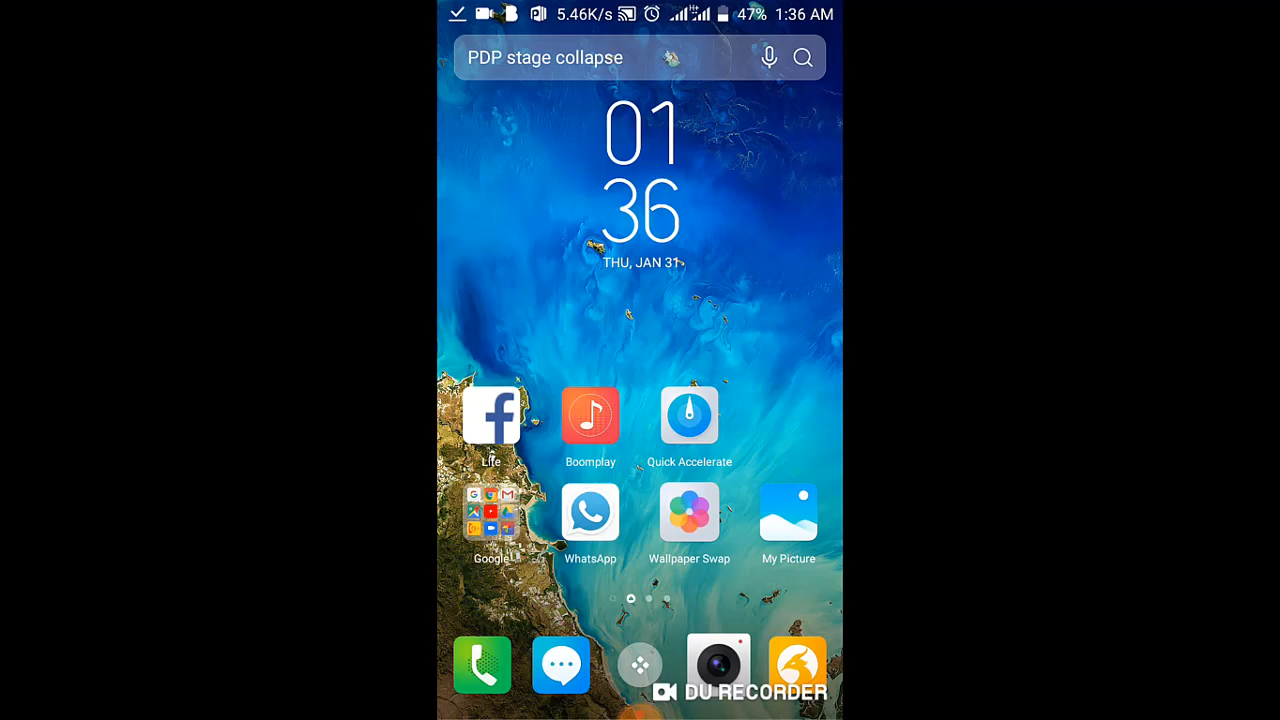 5.46K/s 47% 1:36 AM
PDP stage collapse
01
36
THU, JAN 31
Lite
Boomplay
Quick Accelerate
Google
WhatsApp
Wallpaper Swap
My Picture
DU RECORDER